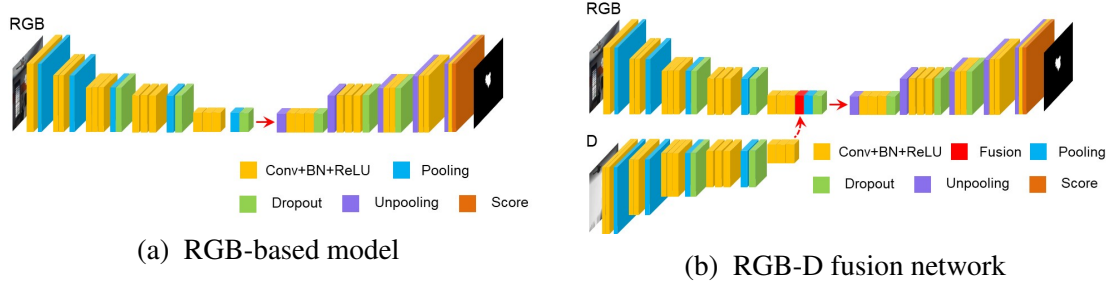 RGB
Conv+BN+ReLU Pooling
Dropout Unpooling Score
(a) RGB-based model
RGB
D
Conv+BN+ReLU Fusion Pooling
Dropout Unpooling Score
(b) RGB-D fusion network